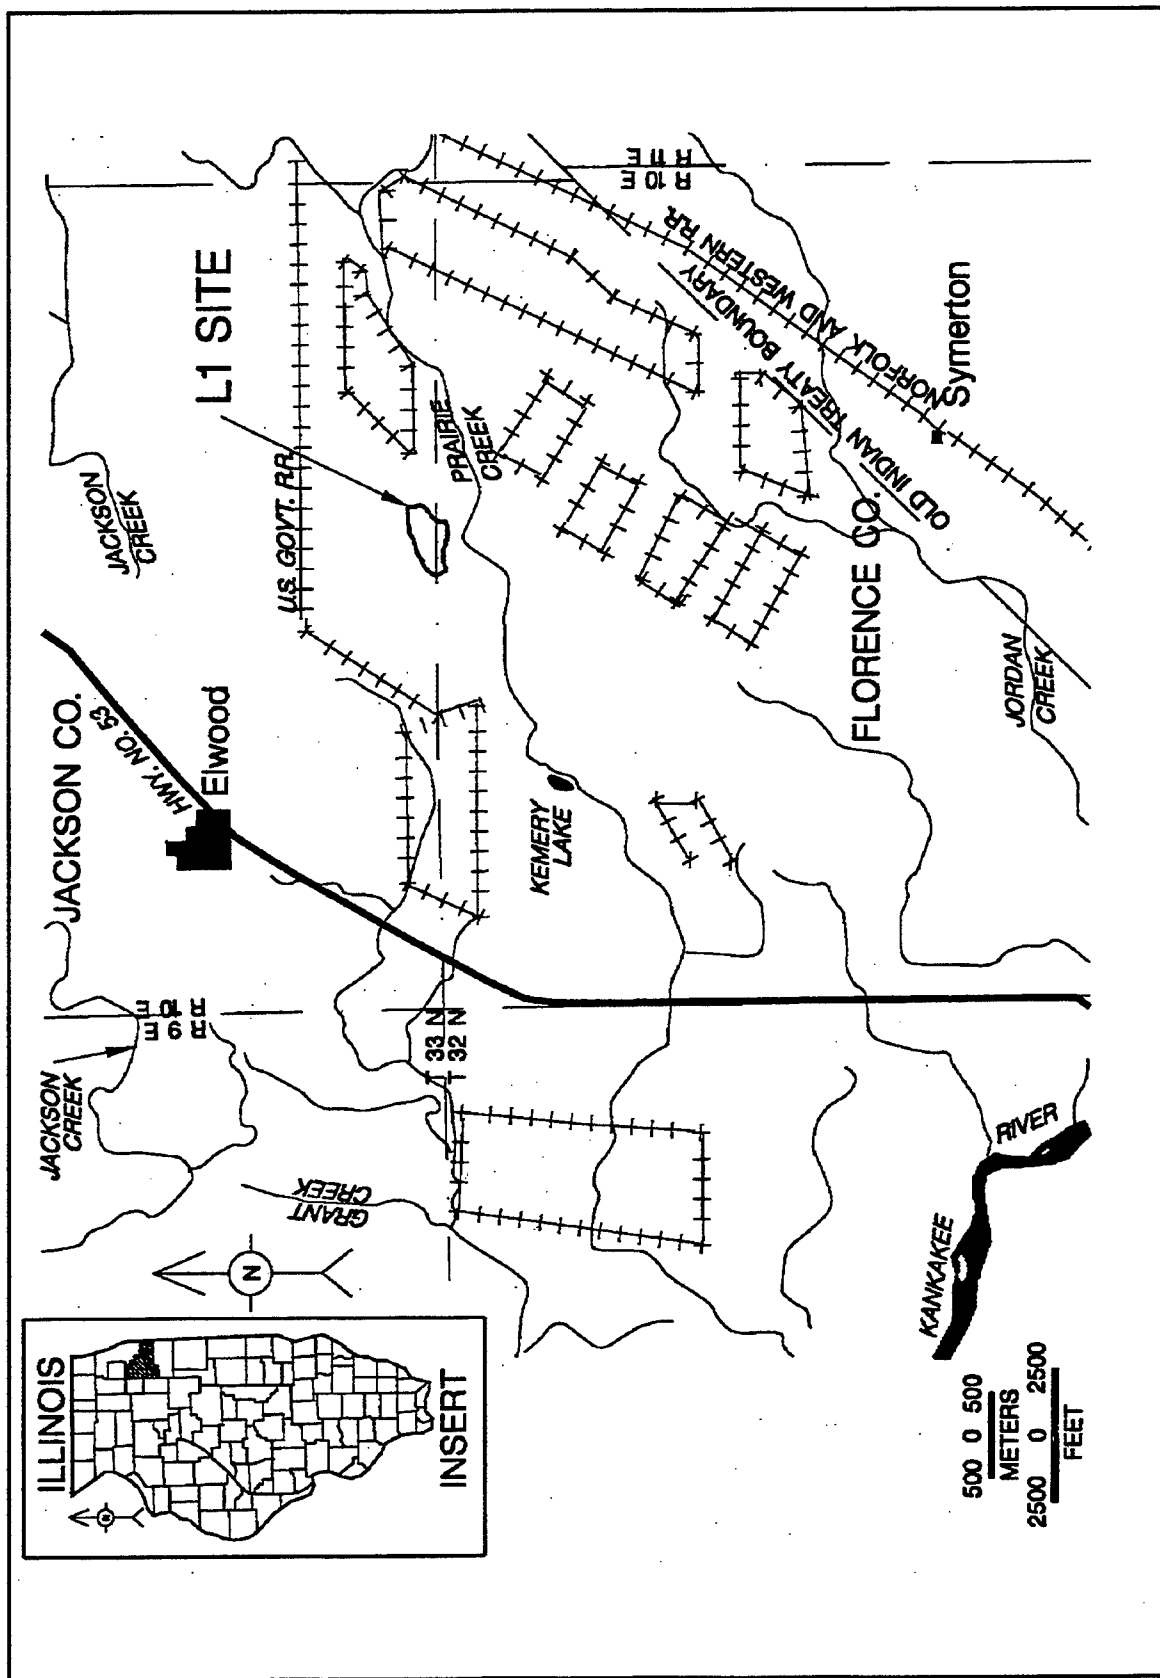 ILLINOIS
N
INSERT
N
JACKSON
CREEK
R 9 E
R 10 E
JACKSON CO.
HWY. NO. 53
Elwood
JACKSON
CREEK
L1 SITE
U.S. GOVT. R.R.
GRANT
CREEK
T 33 N
T 32 N
PRAIRIE
CREEK
KEMERY
LAKE
R 10 E
R 11 E
NORFOLK AND WESTERN R.R.
OLD INDIAN TREATY BOUNDARY
Symerton
FLORENCE CO.
JORDAN
CREEK
KANKAKEE
RIVER
500 0 500
METERS
2500 0 2500
FEET